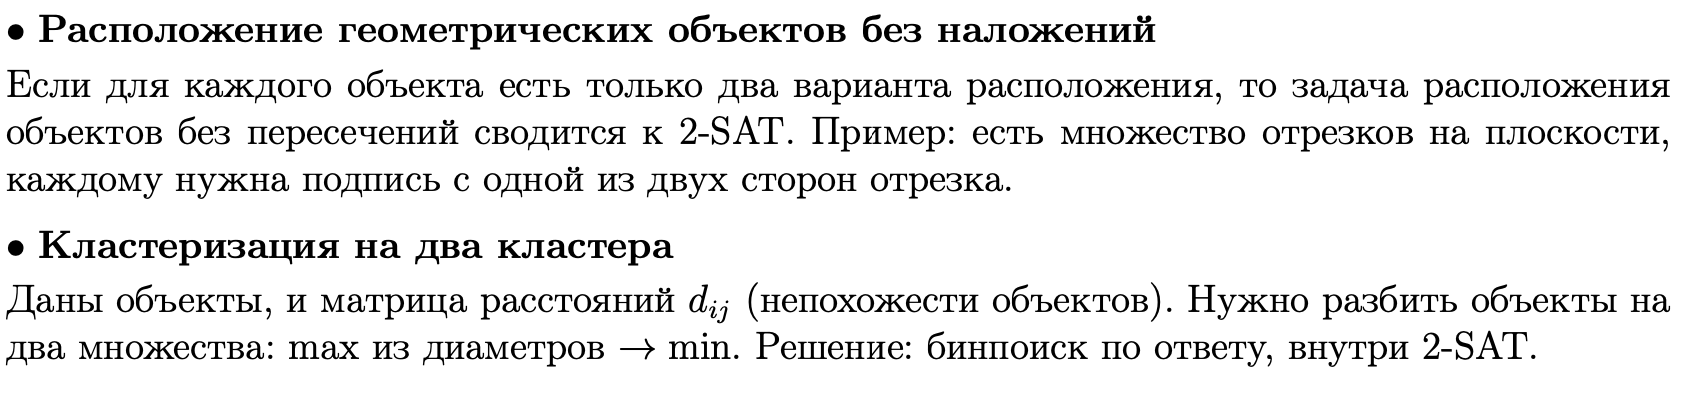 • Расположение геометрических объектов без наложений
Если для каждого объекта есть только два варианта расположения, то задача расположения
объектов без пересечений сводится к 2-SAT. Пример: есть множество отрезков на плоскости,
каждому нужна подпись с одной из двух сторон отрезка.
• Кластеризация на два кластера
Даны объекты, и матрица расстояний d_{ij} (непохожести объектов). Нужно разбить объекты на
два множества: max из диаметров → min. Решение: бинпоиск по ответу, внутри 2-SAT.